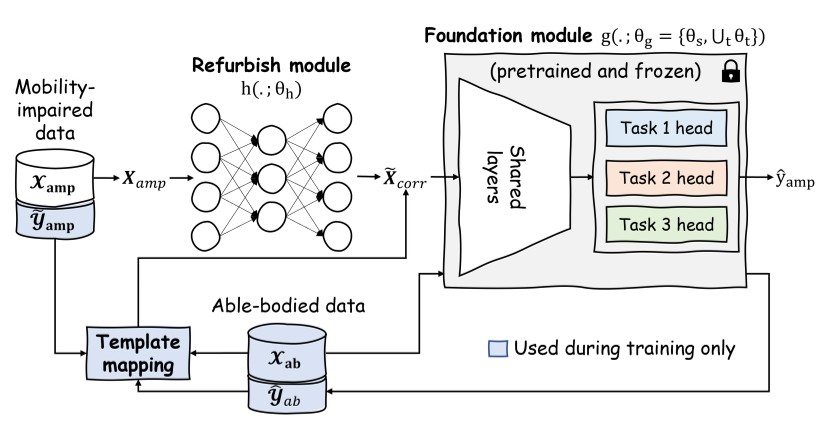 Foundation module g(.; θg = {θs, ⋃t θt})
(pretrained and frozen)
Refurbish module
h(.; θh)
Mobility-
impaired
data
𝒳amp
ỹamp
Xamp
X̃corr
Shared
layers
Task 1 head
Task 2 head
Task 3 head
ŷamp
Able-bodied data
Template
mapping
𝒳ab
ŷab
Used during training only